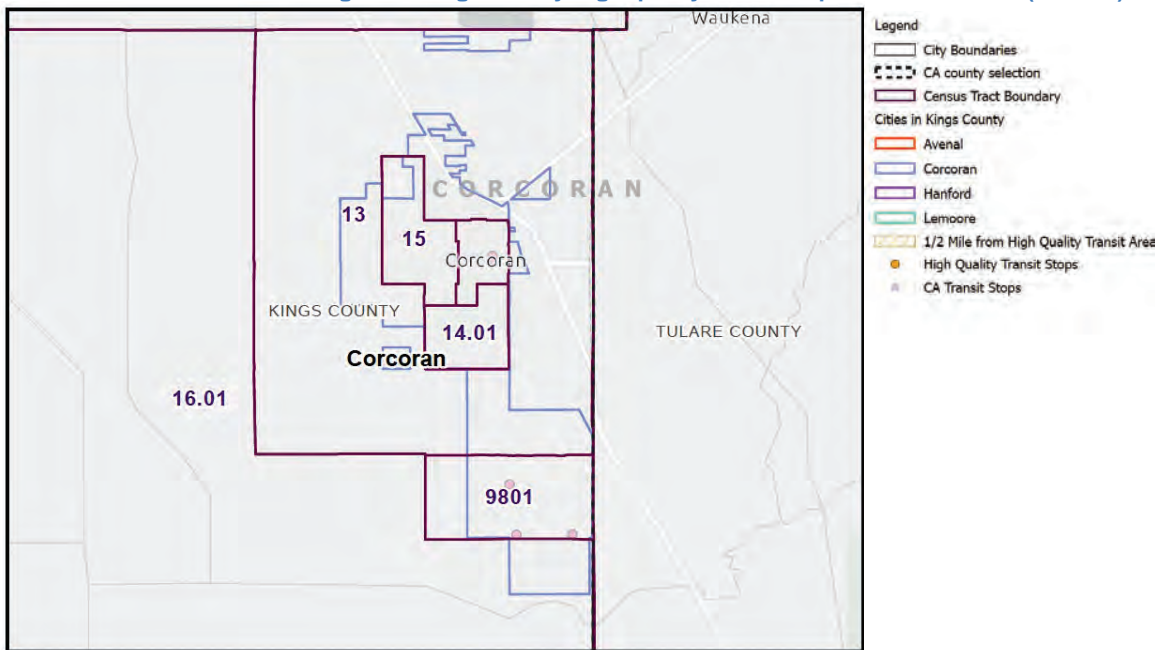 Waukena
CORCORAN
13
15
Corcoran
KINGS COUNTY
14.01
TULARE COUNTY
Corcoran
16.01
9801
Legend
City Boundaries
CA county selection
Census Tract Boundary
Cities in Kings County
Avenal
Corcoran
Hanford
Lemoore
1/2 Mile from High Quality Transit Area
High Quality Transit Stops
CA Transit Stops